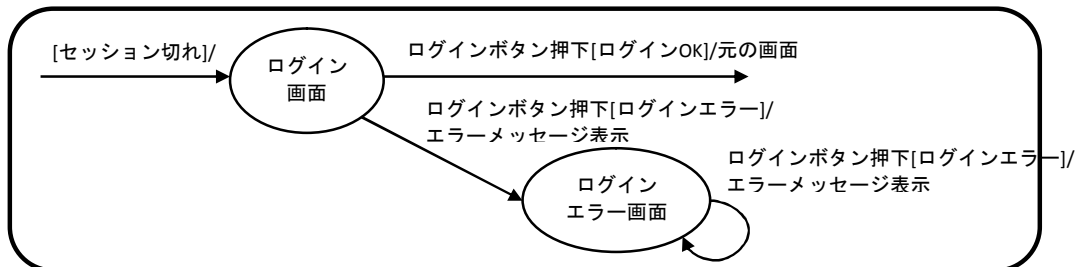 [セッション切れ]/
ログイン
画面
ログインボタン押下[ログインOK]/元の画面
ログインボタン押下[ログインエラー]/
エラーメッセージ表示
ログイン
エラー画面
ログインボタン押下[ログインエラー]/
エラーメッセージ表示